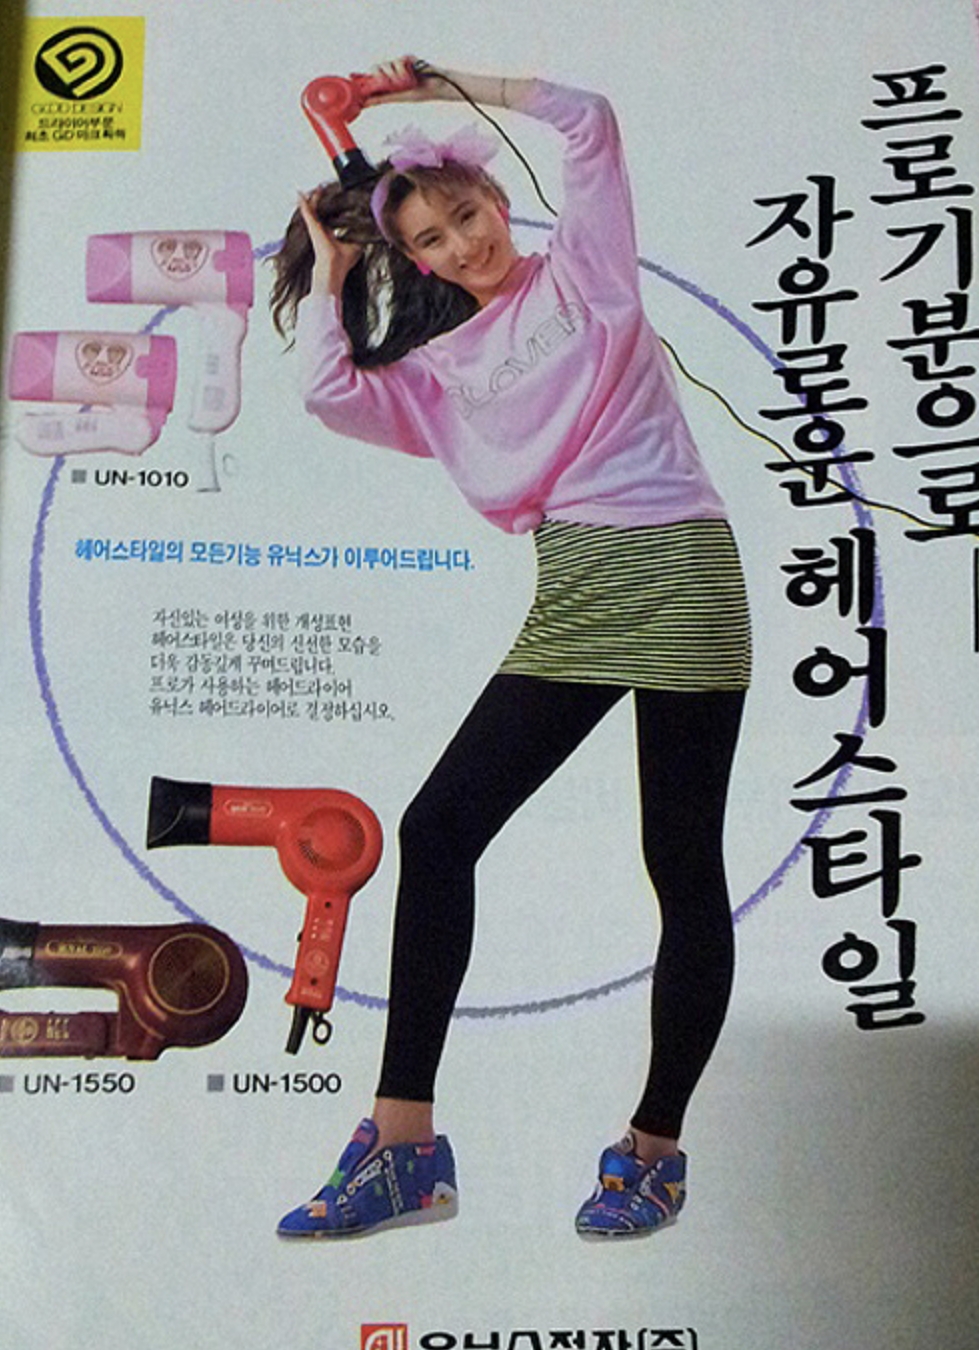 프로기분으로
자유로운 헤어스타일
GOOD DESIGN
드라이어부문
최초 GD마크획득
UN-1010
CLOVER
헤어스타일의 모든기능 유닉스가 이루어드립니다.
자신있는 여성을 위한 개성표현
헤어스타일은 당신의 신선한 모습을
더욱 감동깊게 꾸며드립니다.
프로가 사용하는 헤어드라이어
유닉스 헤어드라이어로 결정하십시오.
UN-1550
UN-1500
유닉스전자(주)